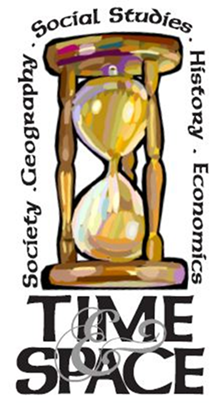 Society . Geography . Social Studies . History . Economics
TIME
&
SPACE